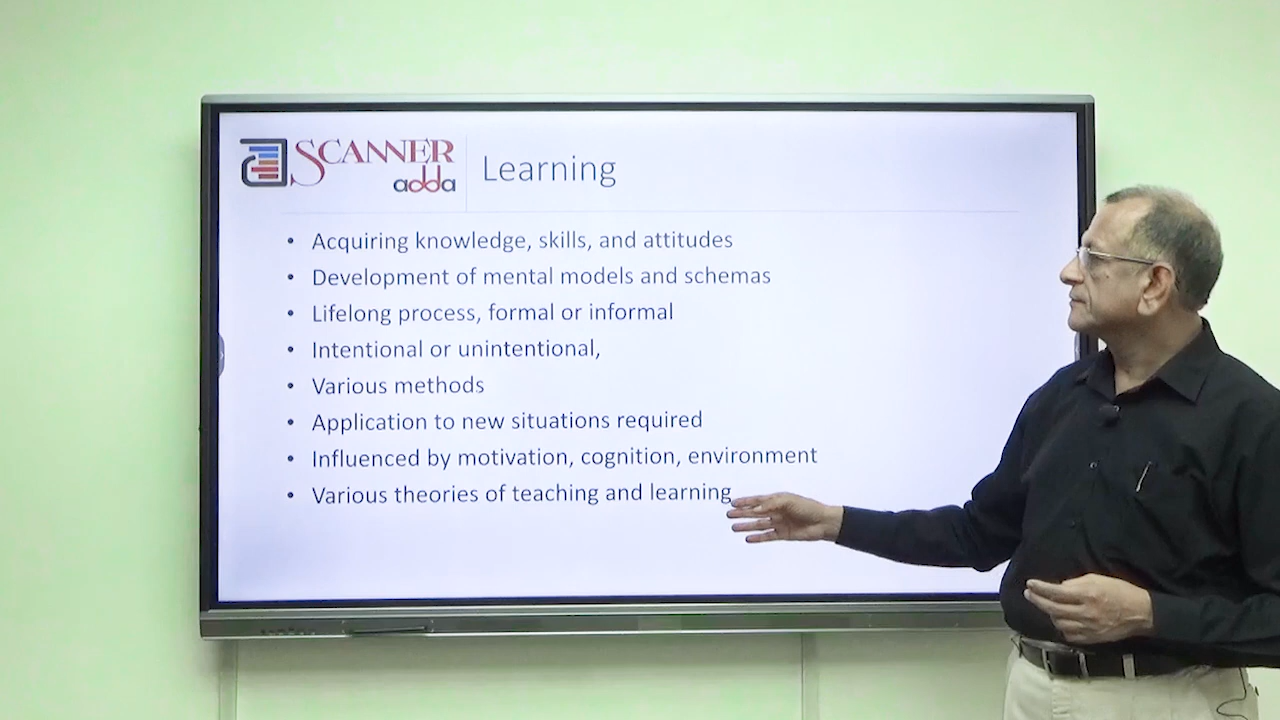 SCANNER
adda
Learning
• Acquiring knowledge, skills, and attitudes
• Development of mental models and schemas
• Lifelong process, formal or informal
• Intentional or unintentional,
• Various methods
• Application to new situations required
• Influenced by motivation, cognition, environment
• Various theories of teaching and learning